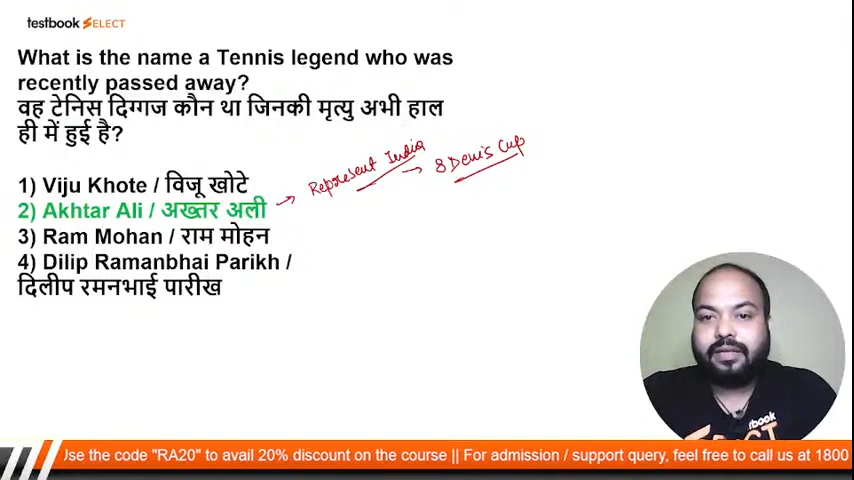 testbook SELECT
What is the name a Tennis legend who was
recently passed away?
वह टेनिस दिग्गज कौन था जिनकी मृत्यु अभी हाल
ही में हुई है?
1) Viju Khote / विजू खोटे
2) Akhtar Ali / अख्तर अली
→ Represent India → 8 Denis Cup
3) Ram Mohan / राम मोहन
4) Dilip Ramanbhai Parikh /
दिलीप रमनभाई पारीख
Use the code "RA20" to avail 20% discount on the course || For admission / support query, feel free to call us at 1800